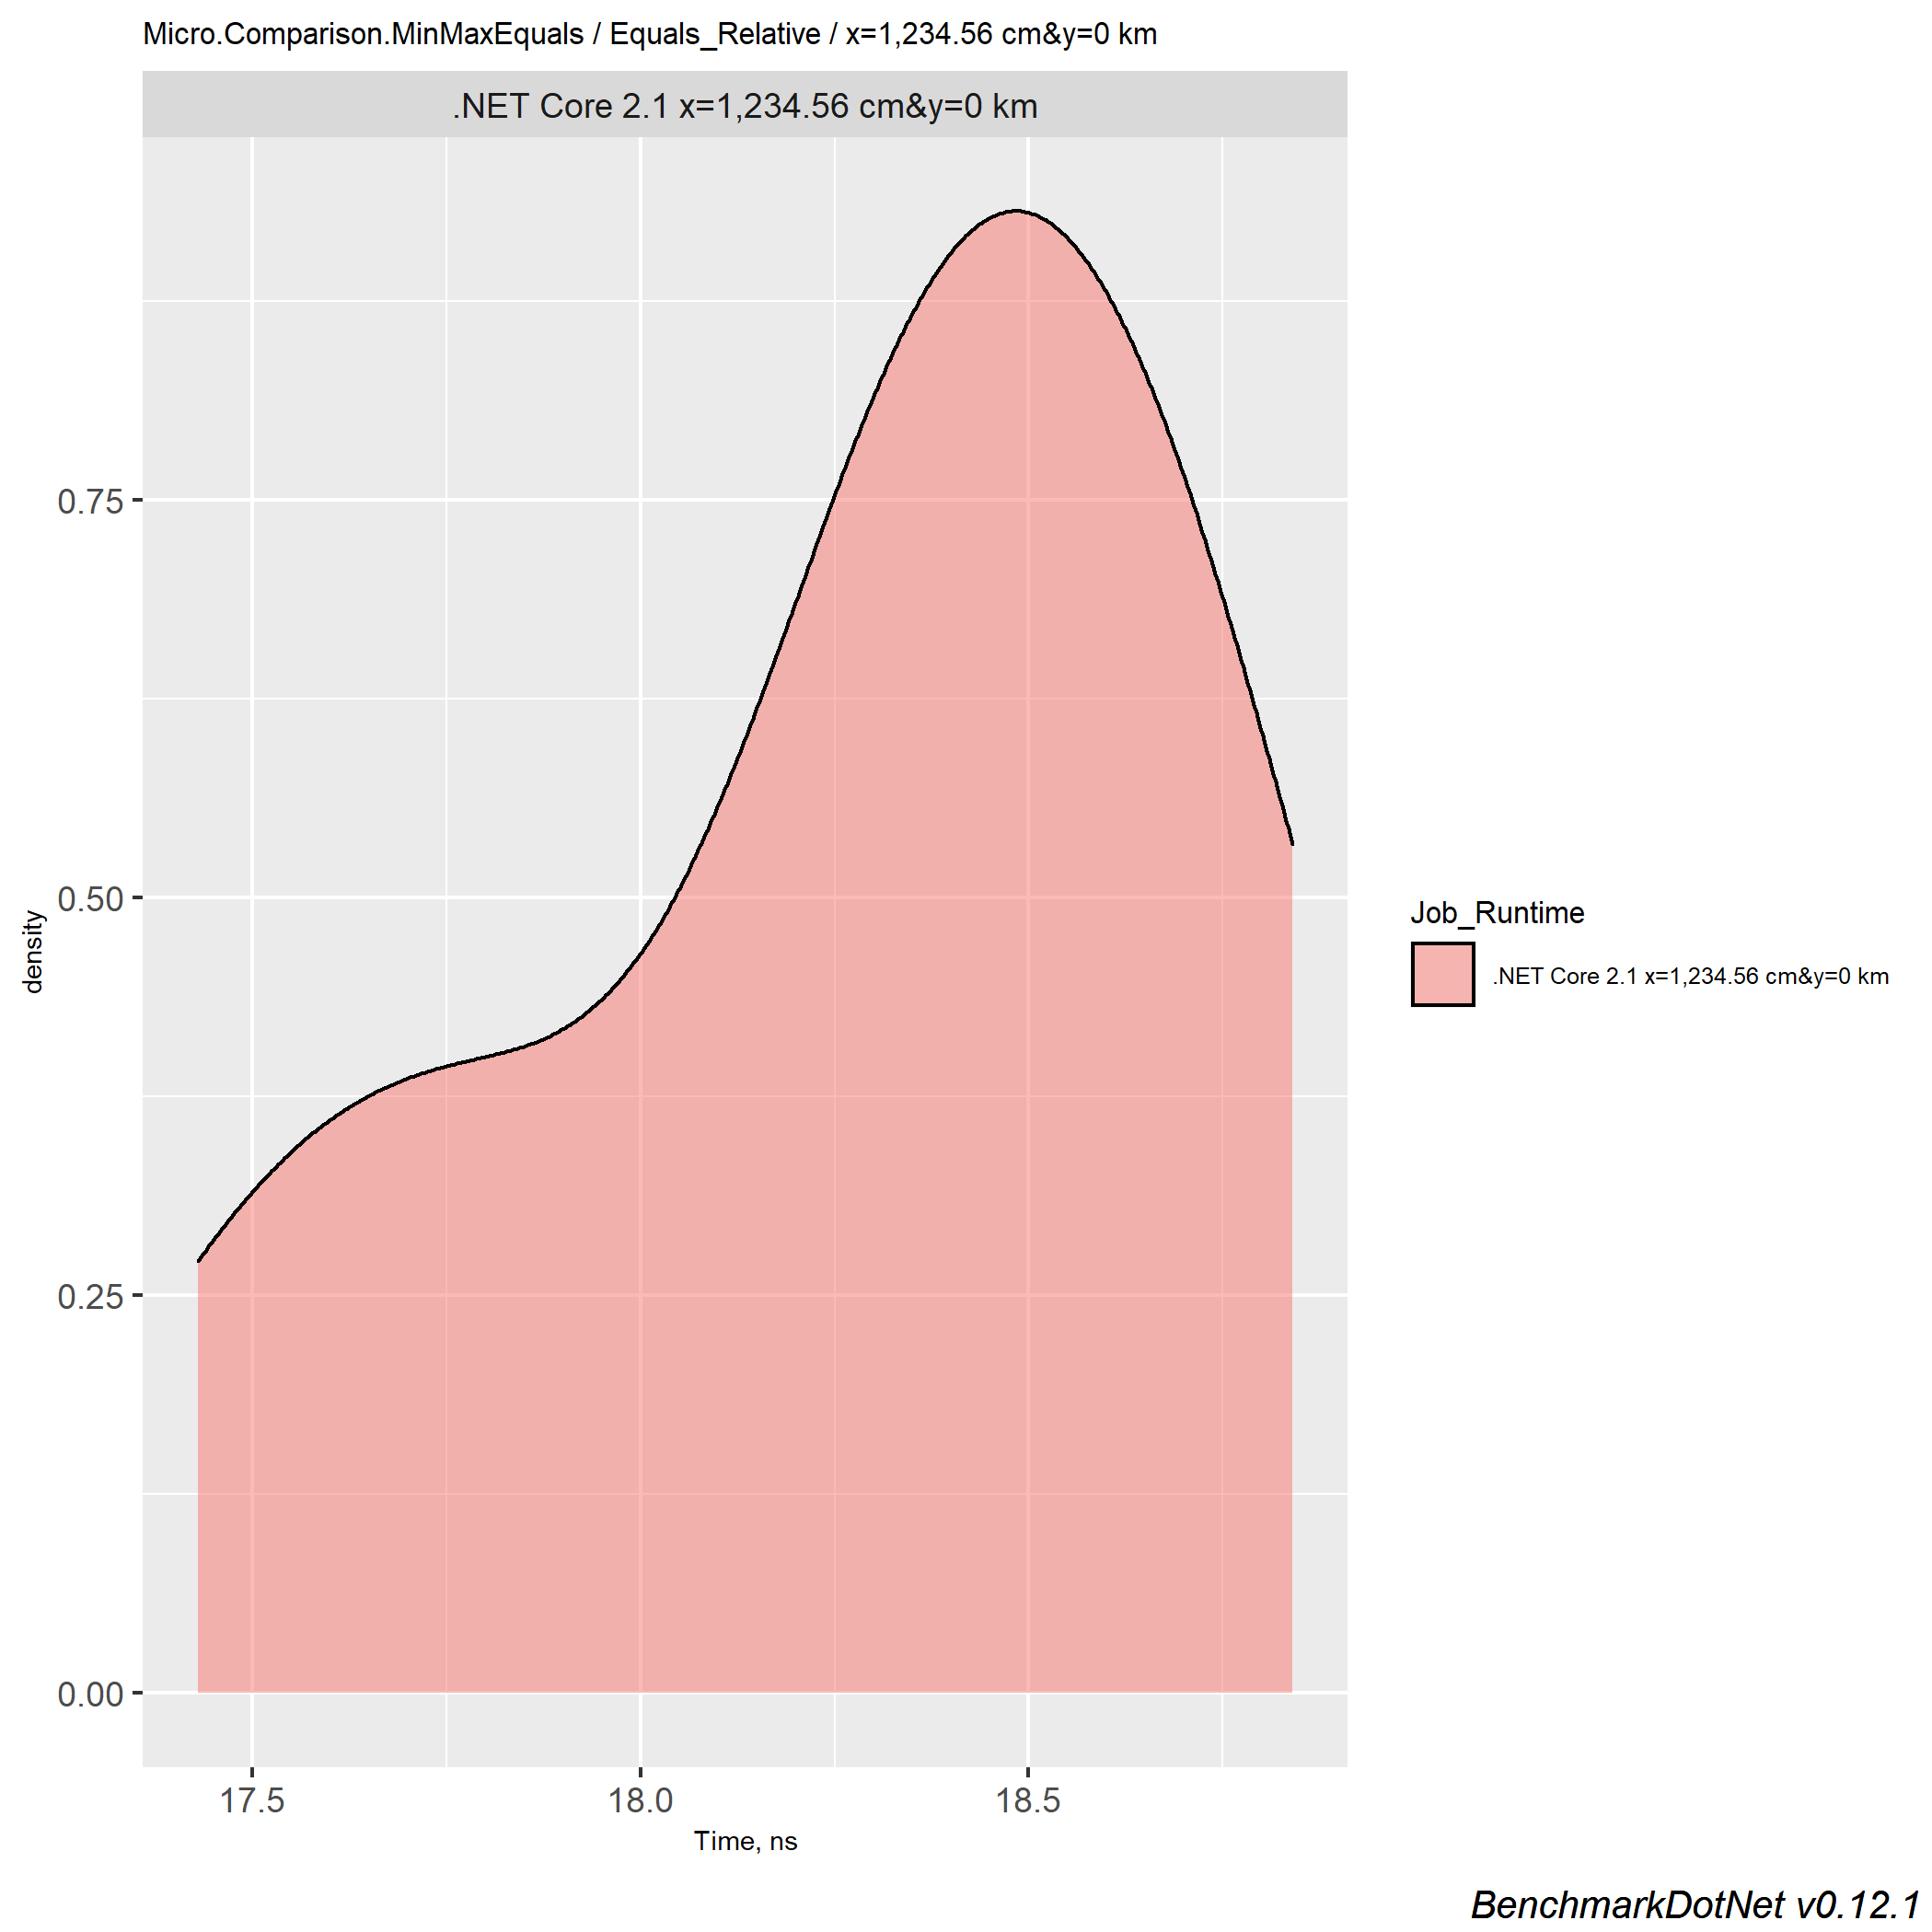 Micro.Comparison.MinMaxEquals / Equals_Relative / x=1,234.56 cm&y=0 km
.NET Core 2.1 x=1,234.56 cm&y=0 km
0.75
0.50
0.25
0.00
density
17.5 18.0 18.5
Time, ns
Job_Runtime
.NET Core 2.1 x=1,234.56 cm&y=0 km
BenchmarkDotNet v0.12.1